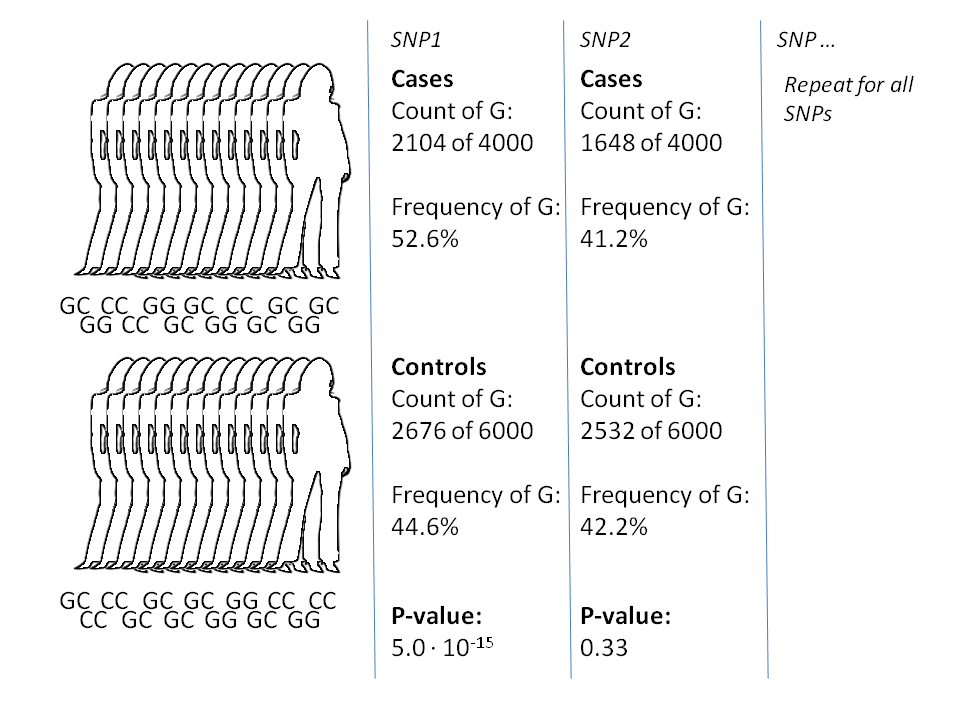 SNP1
Cases
Count of G:
2104 of 4000
Frequency of G:
52.6%
Controls
Count of G:
2676 of 6000
Frequency of G:
44.6%
P-value:
5.0 · 10⁻¹⁵
SNP2
Cases
Count of G:
1648 of 4000
Frequency of G:
41.2%
Controls
Count of G:
2532 of 6000
Frequency of G:
42.2%
P-value:
0.33
SNP ...
Repeat for all
SNPs
GC CC GG GC CC GC GC
GG CC GC GG GC GG
GC CC GC GC GG CC CC
CC GC GC GG GC GG